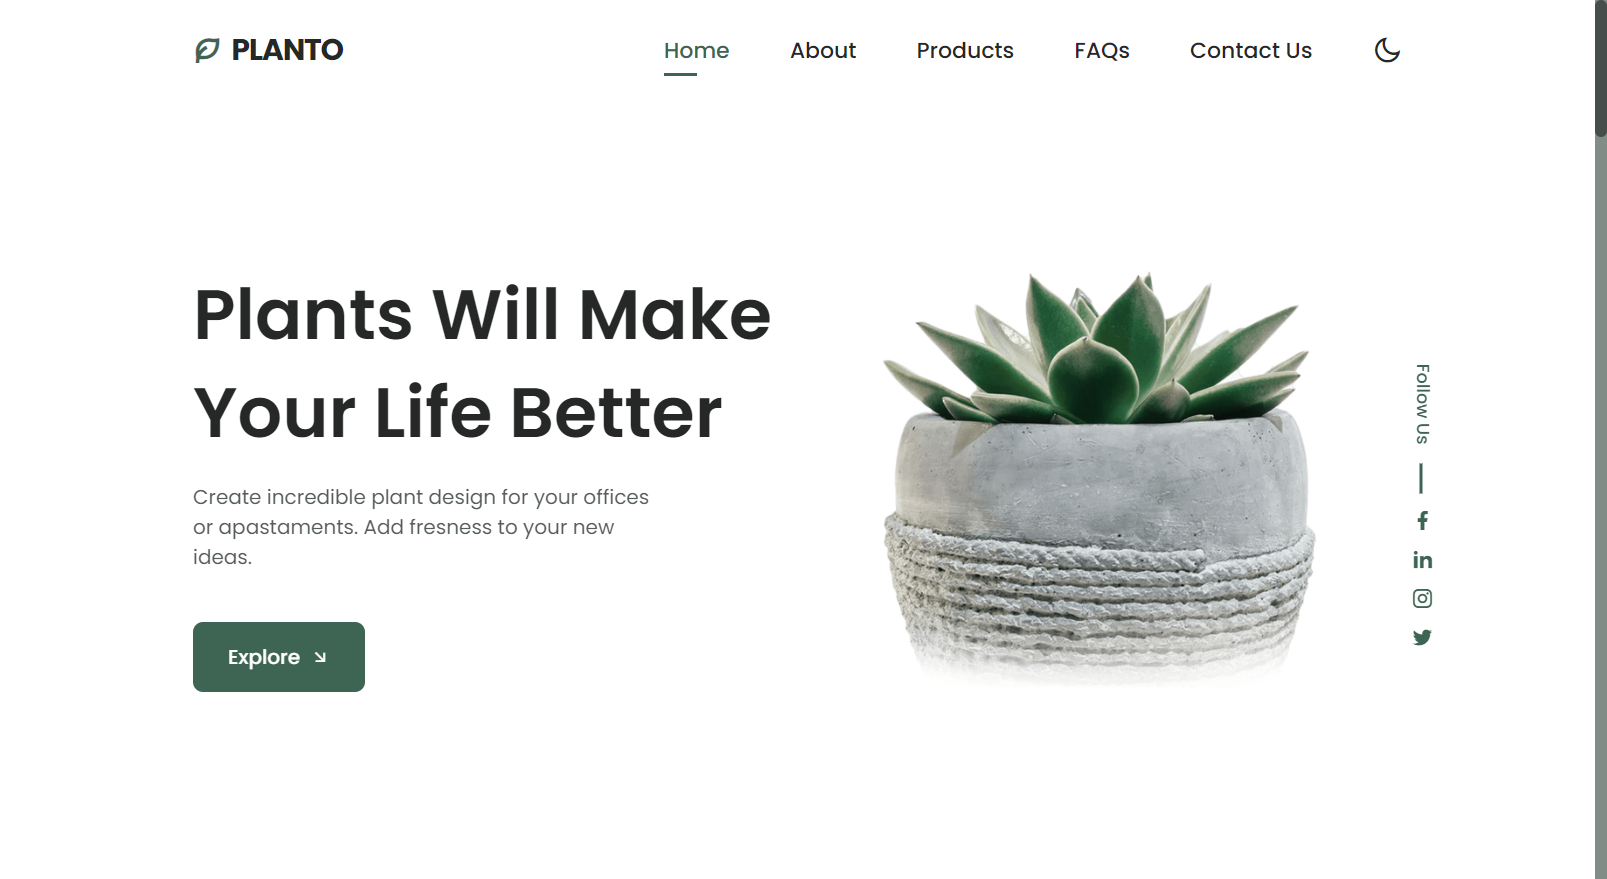 PLANTO
Home
About
Products
FAQs
Contact Us
Plants Will Make
Your Life Better
Create incredible plant design for your offices
or apastaments. Add fresness to your new
ideas.
Explore
Follow Us